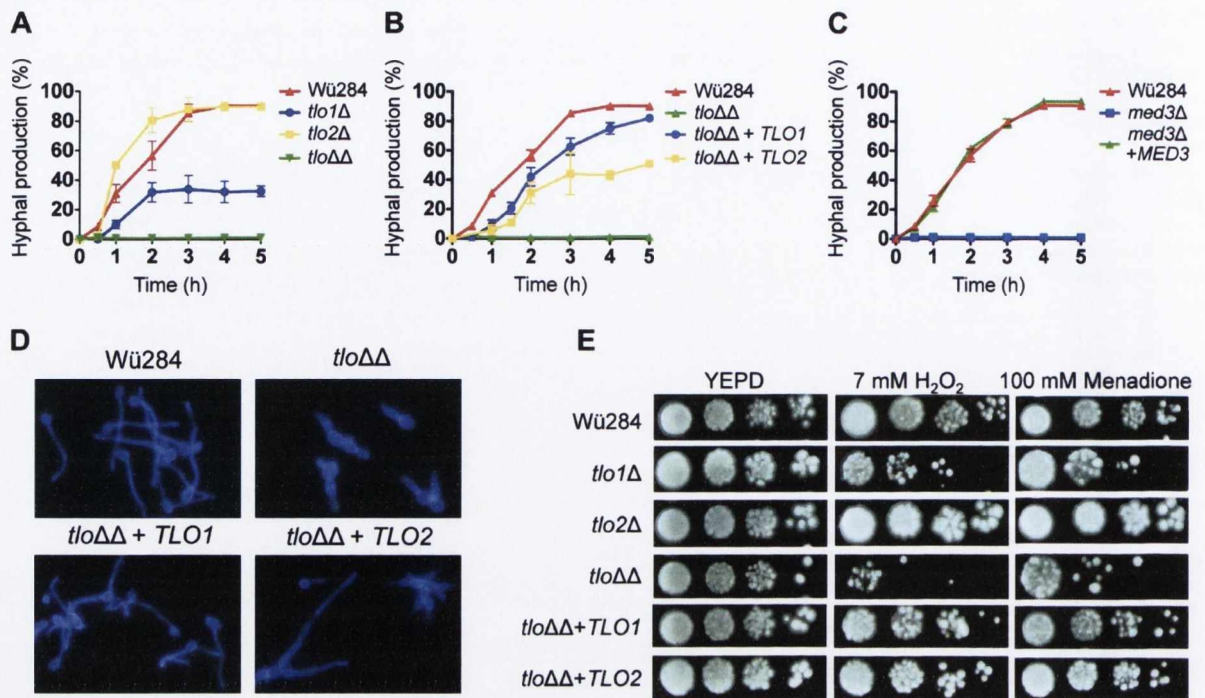 A
Hyphal production (%)
100
80
60
40
20
0
0 1 2 3 4 5
Time (h)
Wü284
tlo1Δ
tlo2Δ
tloΔΔ
B
Hyphal production (%)
100
80
60
40
20
0
0 1 2 3 4 5
Time (h)
Wü284
tloΔΔ
tloΔΔ + TLO1
tloΔΔ + TLO2
C
Hyphal production (%)
100
80
60
40
20
0
0 1 2 3 4 5
Time (h)
Wü284
med3Δ
med3Δ
+MED3
D
Wü284
tloΔΔ
tloΔΔ + TLO1
tloΔΔ + TLO2
E
YEPD
7 mM H₂O₂
100 mM Menadione
Wü284
tlo1Δ
tlo2Δ
tloΔΔ
tloΔΔ+TLO1
tloΔΔ+TLO2